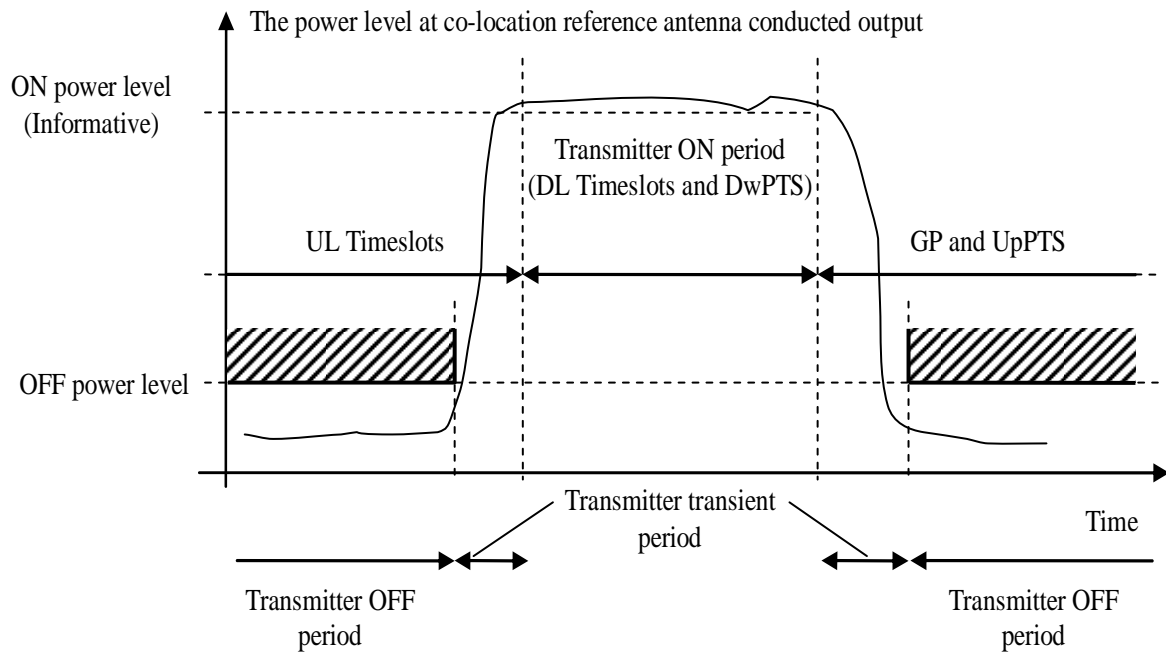 The power level at co-location reference antenna conducted output
ON power level
(Informative)
Transmitter ON period
(DL Timeslots and DwPTS)
UL Timeslots
GP and UpPTS
OFF power level
Transmitter transient
period
Time
Transmitter OFF
period
Transmitter OFF
period